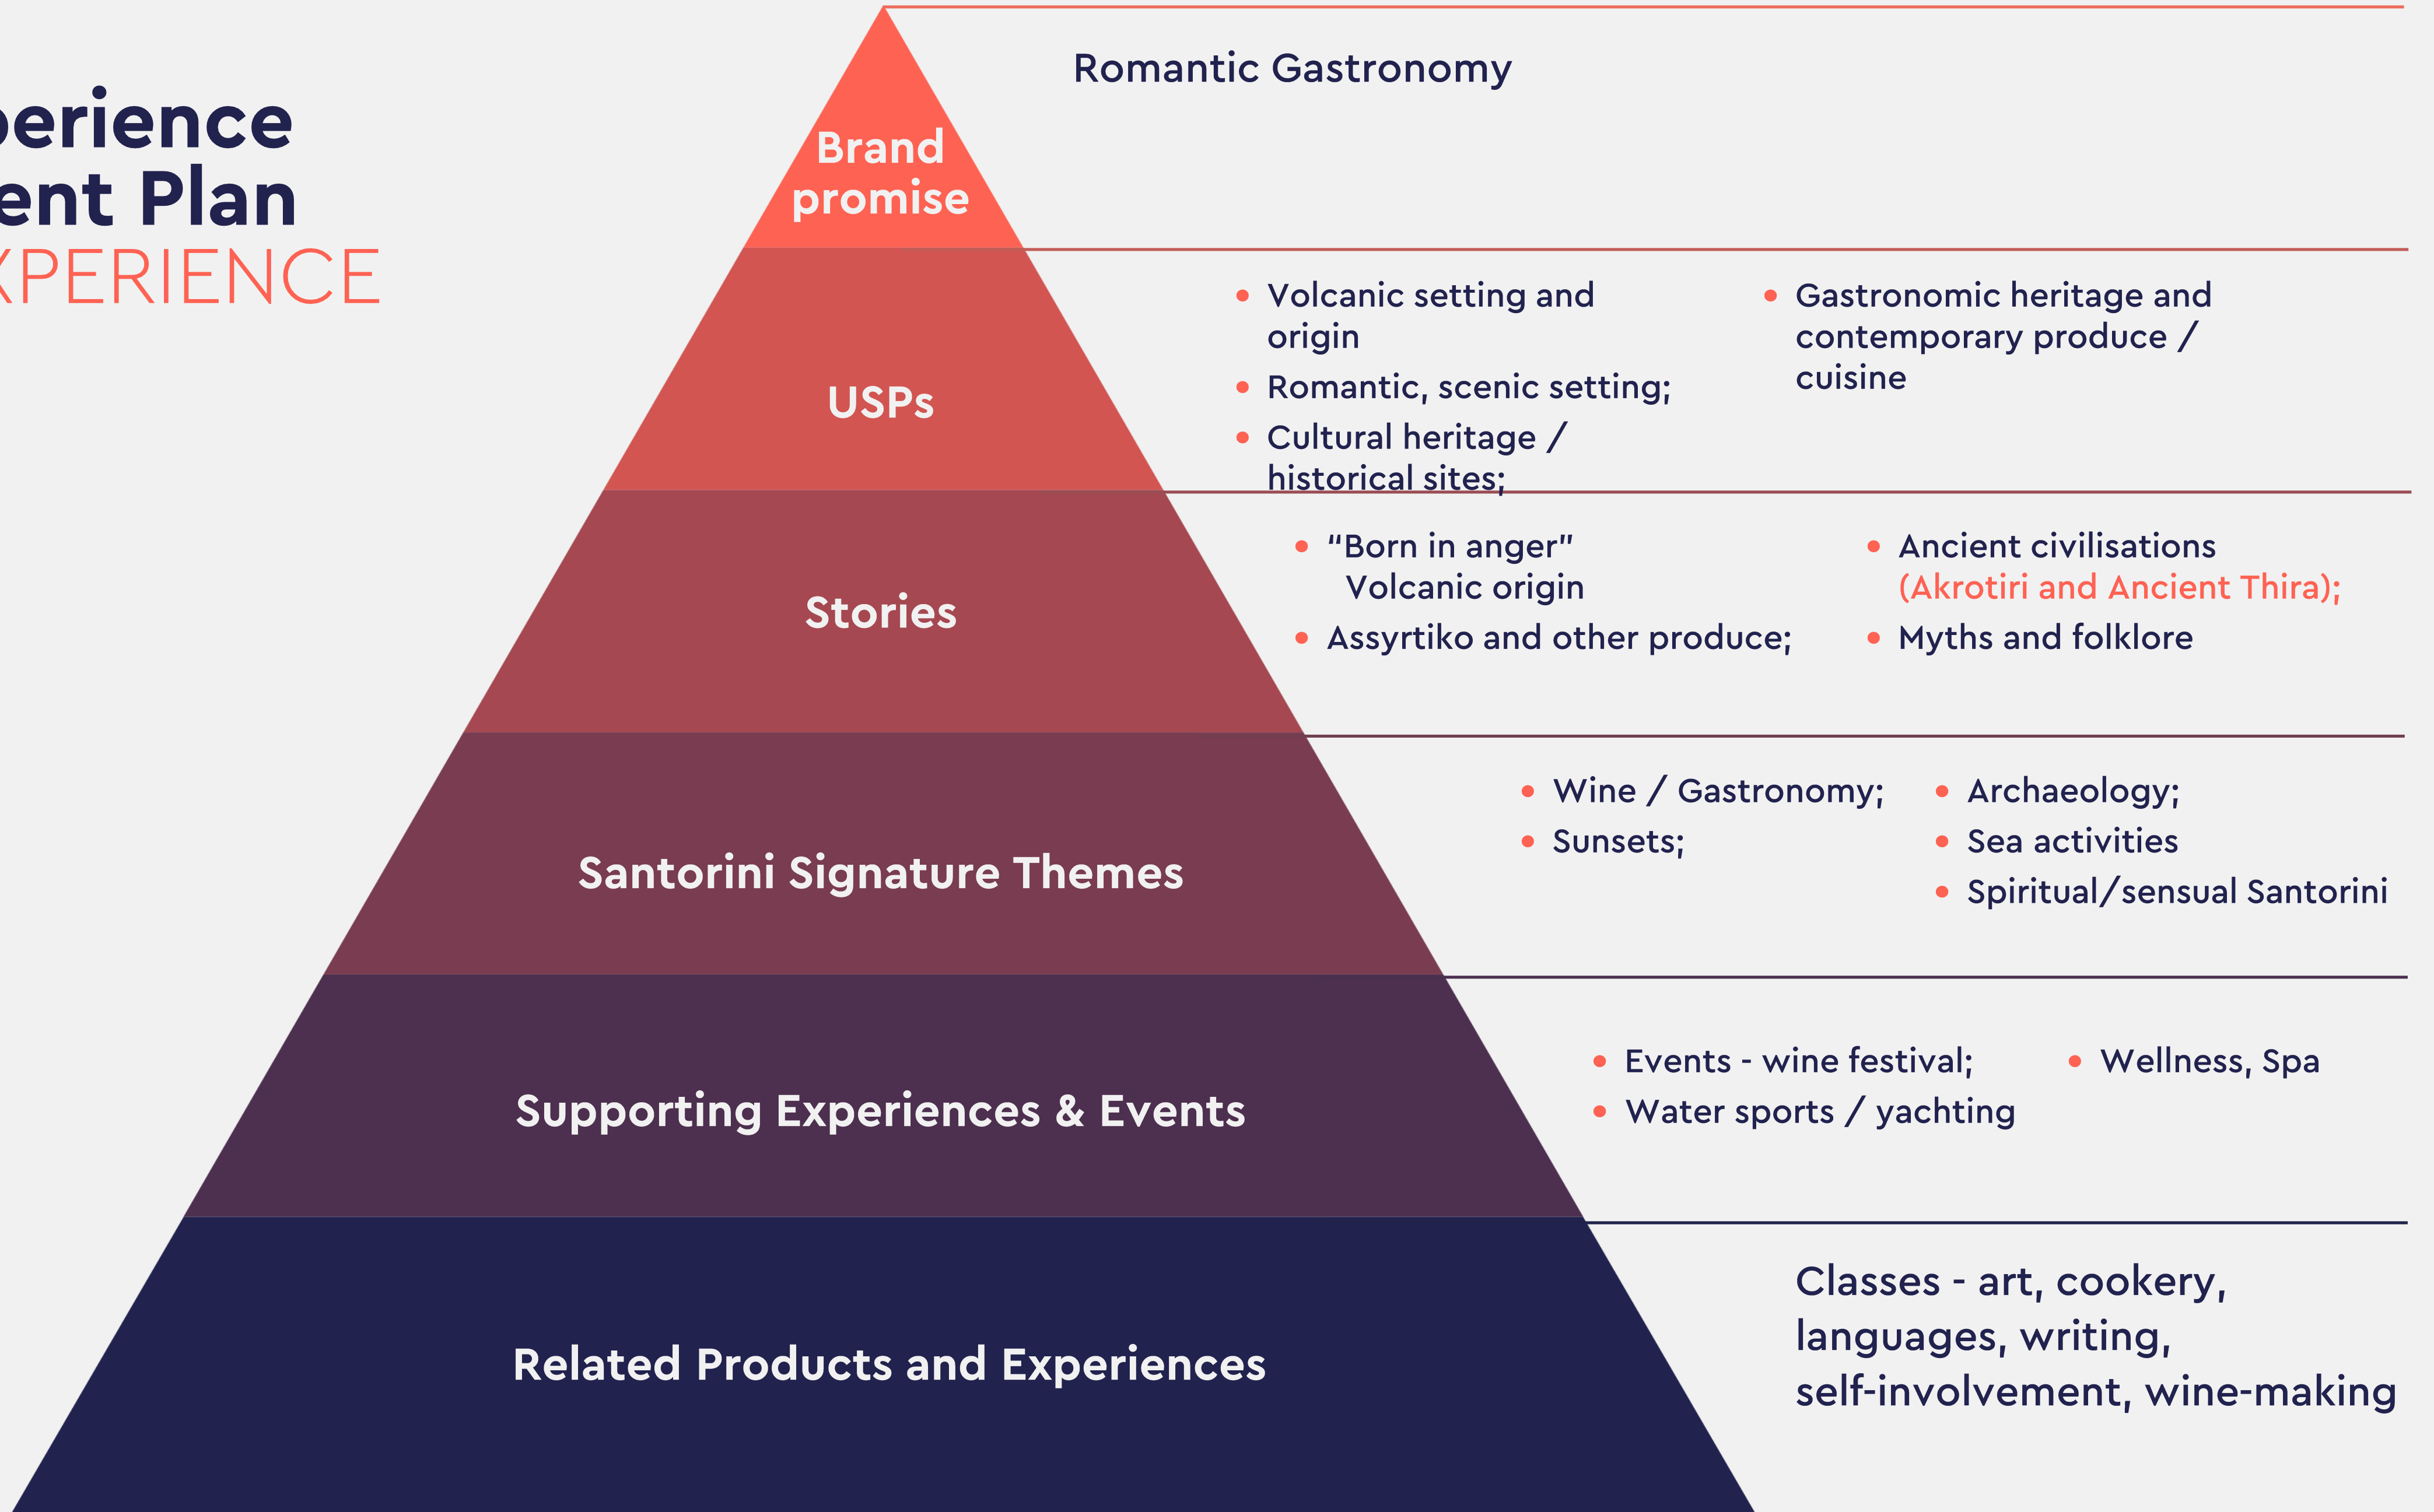 perience
ent Plan
XPERIENCE
Brand
promise
Romantic Gastronomy
USPs
• Volcanic setting and
origin
• Romantic, scenic setting;
• Cultural heritage /
historical sites;
• Gastronomic heritage and
contemporary produce /
cuisine
Stories
• “Born in anger”
Volcanic origin
• Assyrtiko and other produce;
• Ancient civilisations
(Akrotiri and Ancient Thira);
• Myths and folklore
Santorini Signature Themes
• Wine / Gastronomy;
• Sunsets;
• Archaeology;
• Sea activities
• Spiritual/sensual Santorini
Supporting Experiences & Events
• Events - wine festival;
• Water sports / yachting
• Wellness, Spa
Related Products and Experiences
Classes - art, cookery,
languages, writing,
self-involvement, wine-making